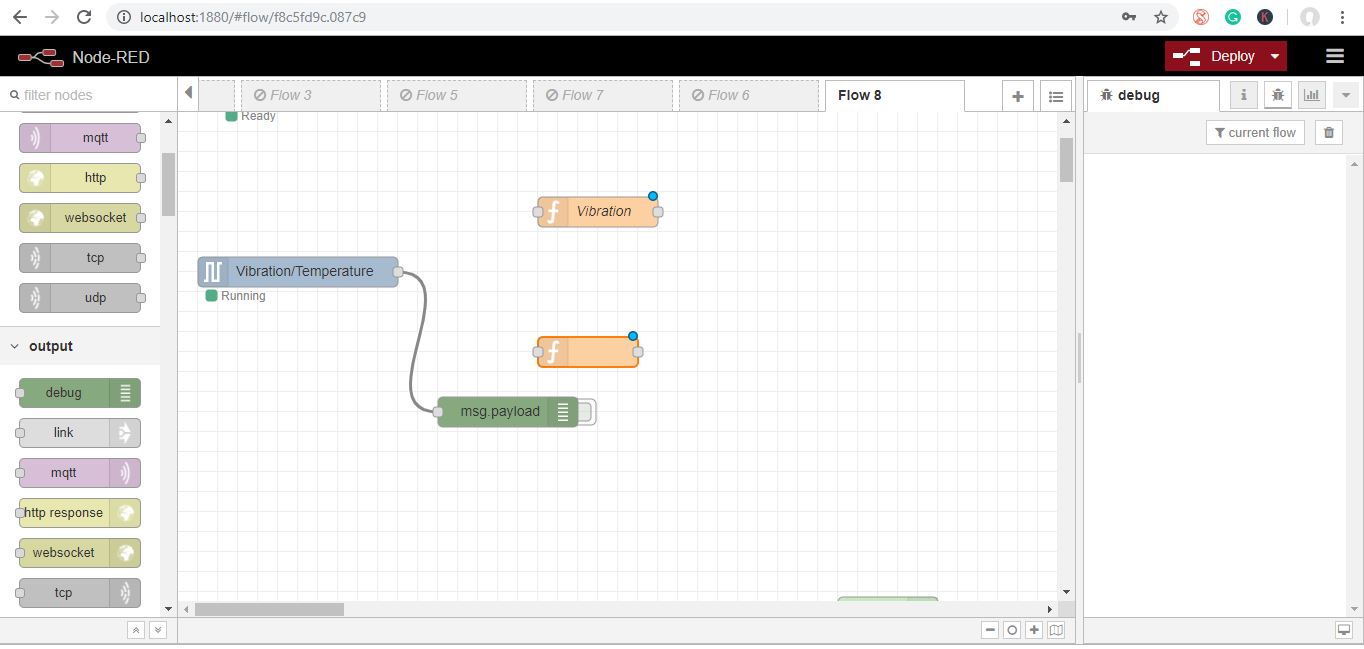 localhost:1880/#flow/f8c5fd9c.087c9
Node-RED
Deploy
filter nodes
Flow 3
Flow 5
Flow 7
Flow 6
Flow 8
debug
i
current flow
Ready
mqtt
http
websocket
tcp
udp
output
debug
link
mqtt
http response
websocket
tcp
Vibration
Vibration/Temperature
Running
msg.payload